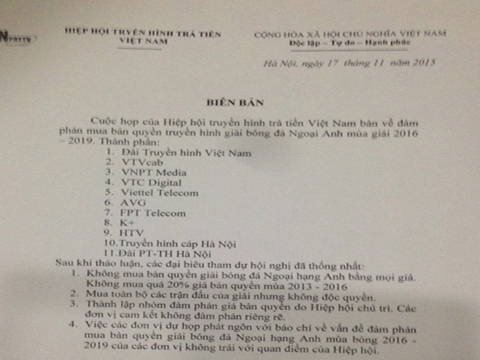 HIỆP HỘI TRUYỀN HÌNH TRẢ TIỀN
VIỆT NAM
CỘNG HÒA XÃ HỘI CHỦ NGHĨA VIỆT NAM
Độc lập - Tự do - Hạnh phúc
Hà Nội, ngày 17 tháng 11 năm 2015
BIÊN BẢN
Cuộc họp của Hiệp hội truyền hình trả tiền Việt Nam bàn về đàm
phán mua bản quyền truyền hình giải bóng đá Ngoại Anh mùa giải 2016
– 2019. Thành phần:
1. Đài Truyền hình Việt Nam
2. VTVcab
3. VNPT Media
4. VTC Digital
5. Viettel Telecom
6. AVG
7. FPT Telecom
8. K+
9. HTV
10.Truyền hình cáp Hà Nội
11.Đài PT-TH Hà Nội
Sau khi thảo luận, các đại biểu tham dự hội nghị đã thống nhất:
1. Không mua bản quyền giải bóng đá Ngoại hạng Anh bằng mọi giá.
Không mua quá 20% giá bản quyền mùa 2013 - 2016
2. Mua toàn bộ các trận đấu của giải nhưng không độc quyền.
3. Thành lập nhóm đàm phán giá bản quyền do Hiệp hội chủ trì. Các
đơn vị cam kết không đàm phán riêng rẽ.
4. Việc các đơn vị dự họp phát ngôn với báo chí về vấn đề đàm phán
mua bản quyền giải bóng đá Ngoại hạng Anh mùa bóng 2016 -
2019 của các đơn vị không trái với quan điểm của Hiệp hội.